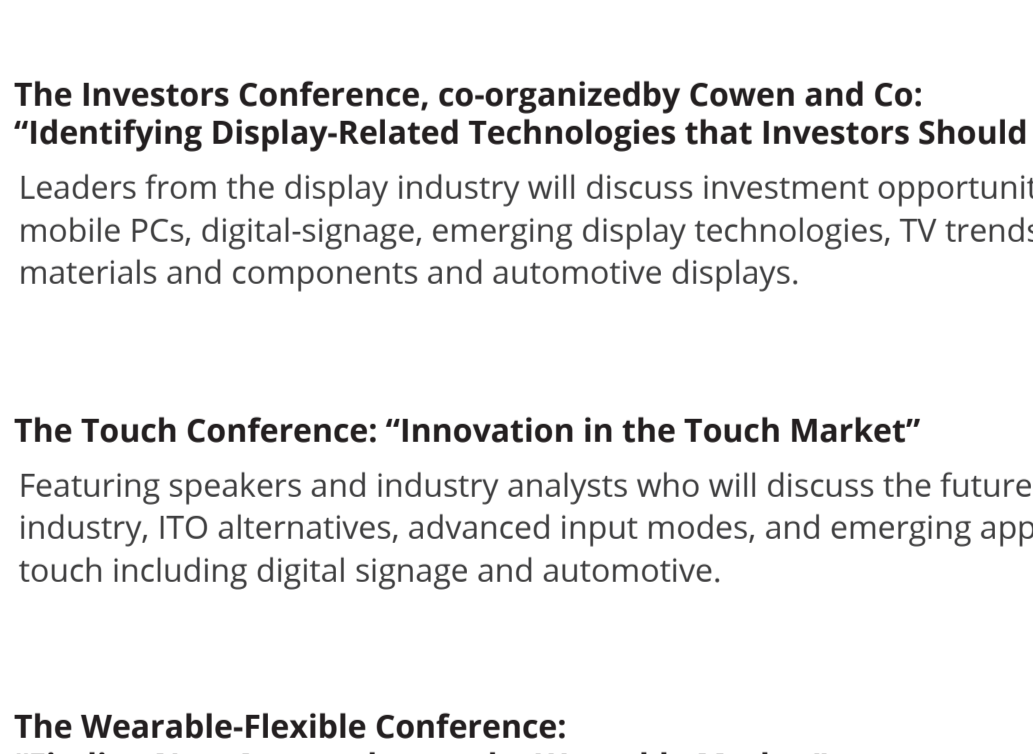 The Investors Conference, co-organizedby Cowen and Co:
“Identifying Display-Related Technologies that Investors Should
Leaders from the display industry will discuss investment
mobile PCs, digital-signage, emerging display technologies, TV trends
materials and components and automotive displays.
The Touch Conference: “Innovation in the Touch Market”
Featuring speakers and industry analysts who will discuss the future
industry, ITO alternatives, advanced input modes, and emerging
touch including digital signage and automotive.
The Wearable-Flexible Conference: